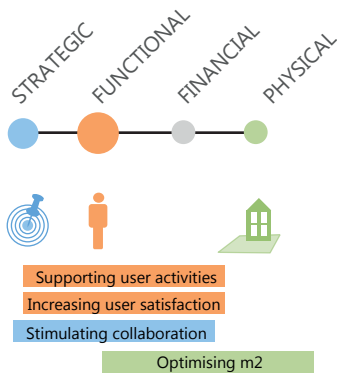 STRATEGIC
FUNCTIONAL
FINANCIAL
PHYSICAL
Supporting user activities
Increasing user satisfaction
Stimulating collaboration
Optimising m2